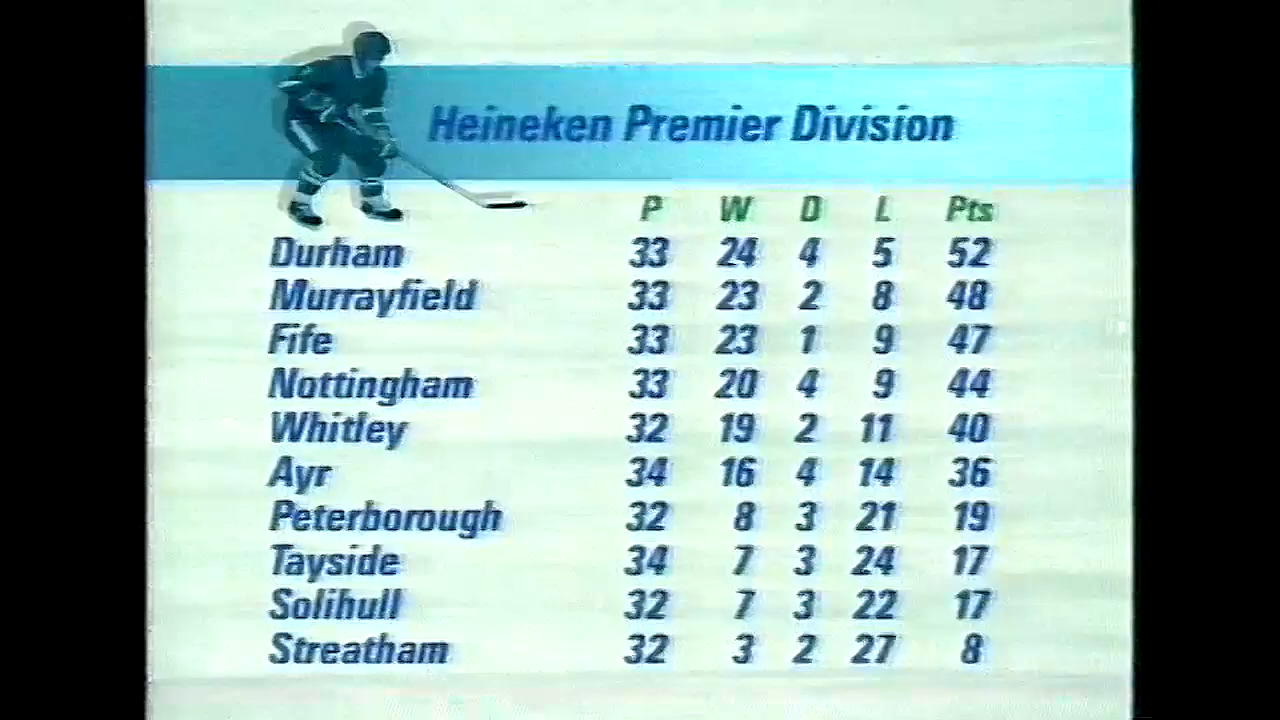 Heineken Premier Division
P W D L Pts
Durham 33 24 4 5 52
Murrayfield 33 23 2 8 48
Fife 33 23 1 9 47
Nottingham 33 20 4 9 44
Whitley 32 19 2 11 40
Ayr 34 16 4 14 36
Peterborough 32 8 3 21 19
Tayside 34 7 3 24 17
Solihull 32 7 3 22 17
Streatham 32 3 2 27 8